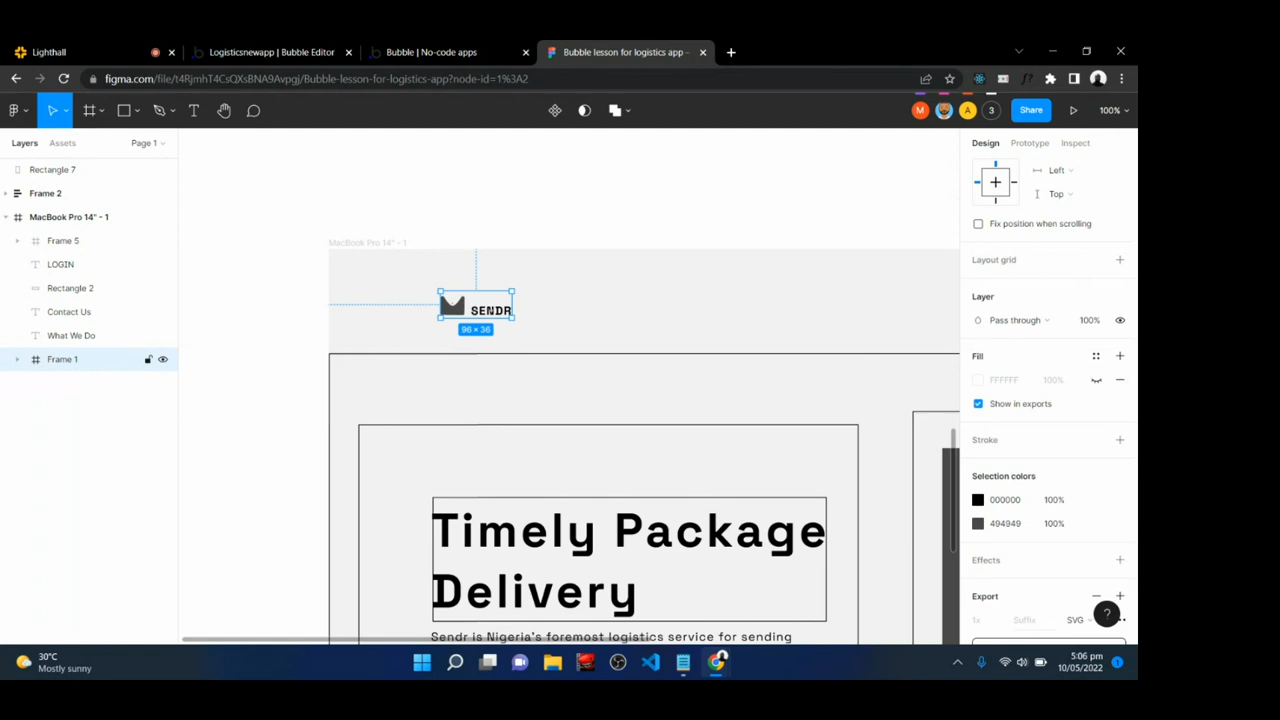 Lighthall
Logisticsnewapp | Bubble Editor
Bubble | No-code apps
Bubble lesson for logistics app –
figma.com/file/t4RjmhT4CsQXsBNA9Avpgj/Bubble-lesson-for-logistics-app?node-id=1%3A2
M
A
3
Share
100%
Layers
Assets
Page 1
Design
Prototype
Inspect
Rectangle 7
Frame 2
MacBook Pro 14" - 1
Frame 5
LOGIN
Rectangle 2
Contact Us
What We Do
Frame 1
MacBook Pro 14" - 1
SENDR
96 × 36
Timely Package
Delivery
Sendr is Nigeria's foremost logistics service for sending
Left
Top
Fix position when scrolling
Layout grid
Layer
Pass through
100%
Fill
FFFFFF
100%
Show in exports
Stroke
Selection colors
000000
100%
494949
100%
Effects
Export
1x
Suffix
SVG
?
30°C
Mostly sunny
5:06 pm
10/05/2022
1